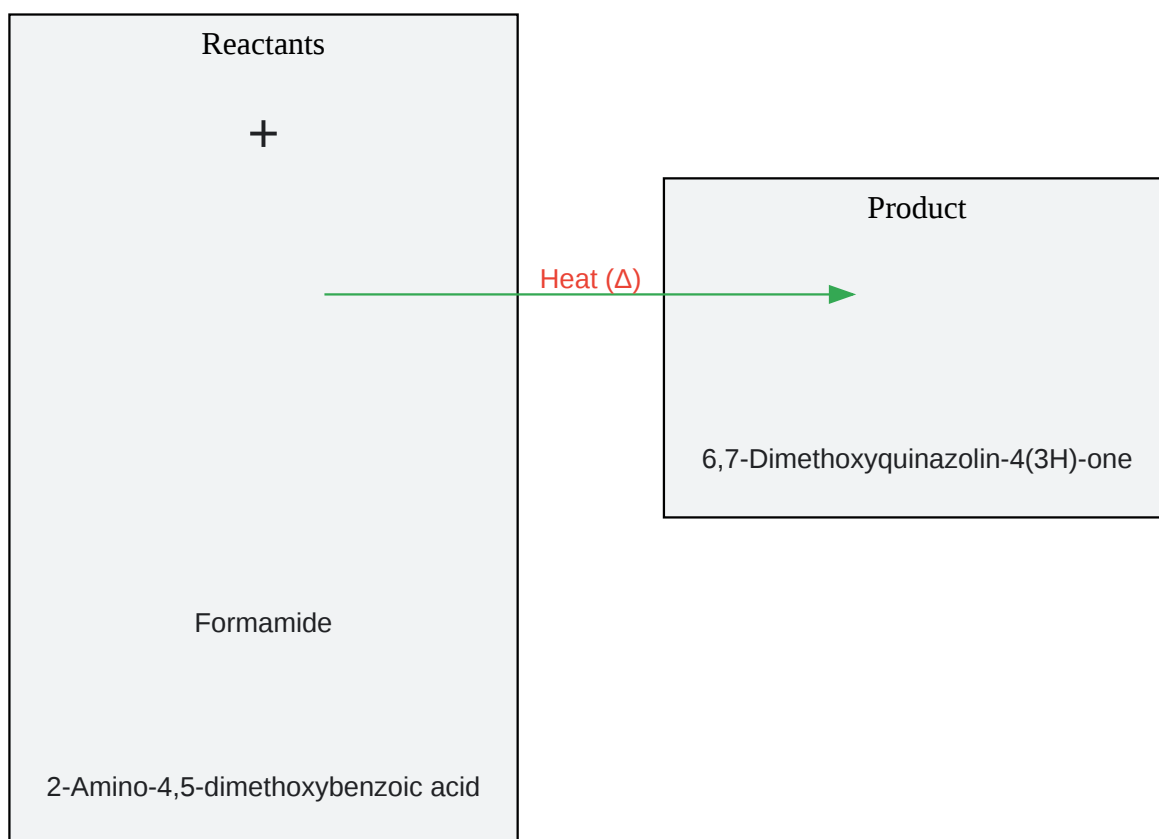 Reactants
+
Formamide
2-Amino-4,5-dimethoxybenzoic acid
Heat (Δ)
Product
6,7-Dimethoxyquinazolin-4(3H)-one